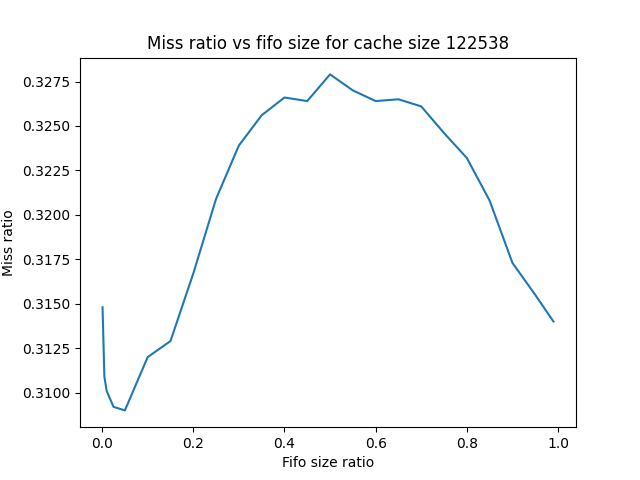 Miss ratio vs fifo size for cache size 122538
0.3275
0.3250
0.3225
0.3200
0.3175
0.3150
0.3125
0.3100
Miss ratio
0.0 0.2 0.4 0.6 0.8 1.0
Fifo size ratio